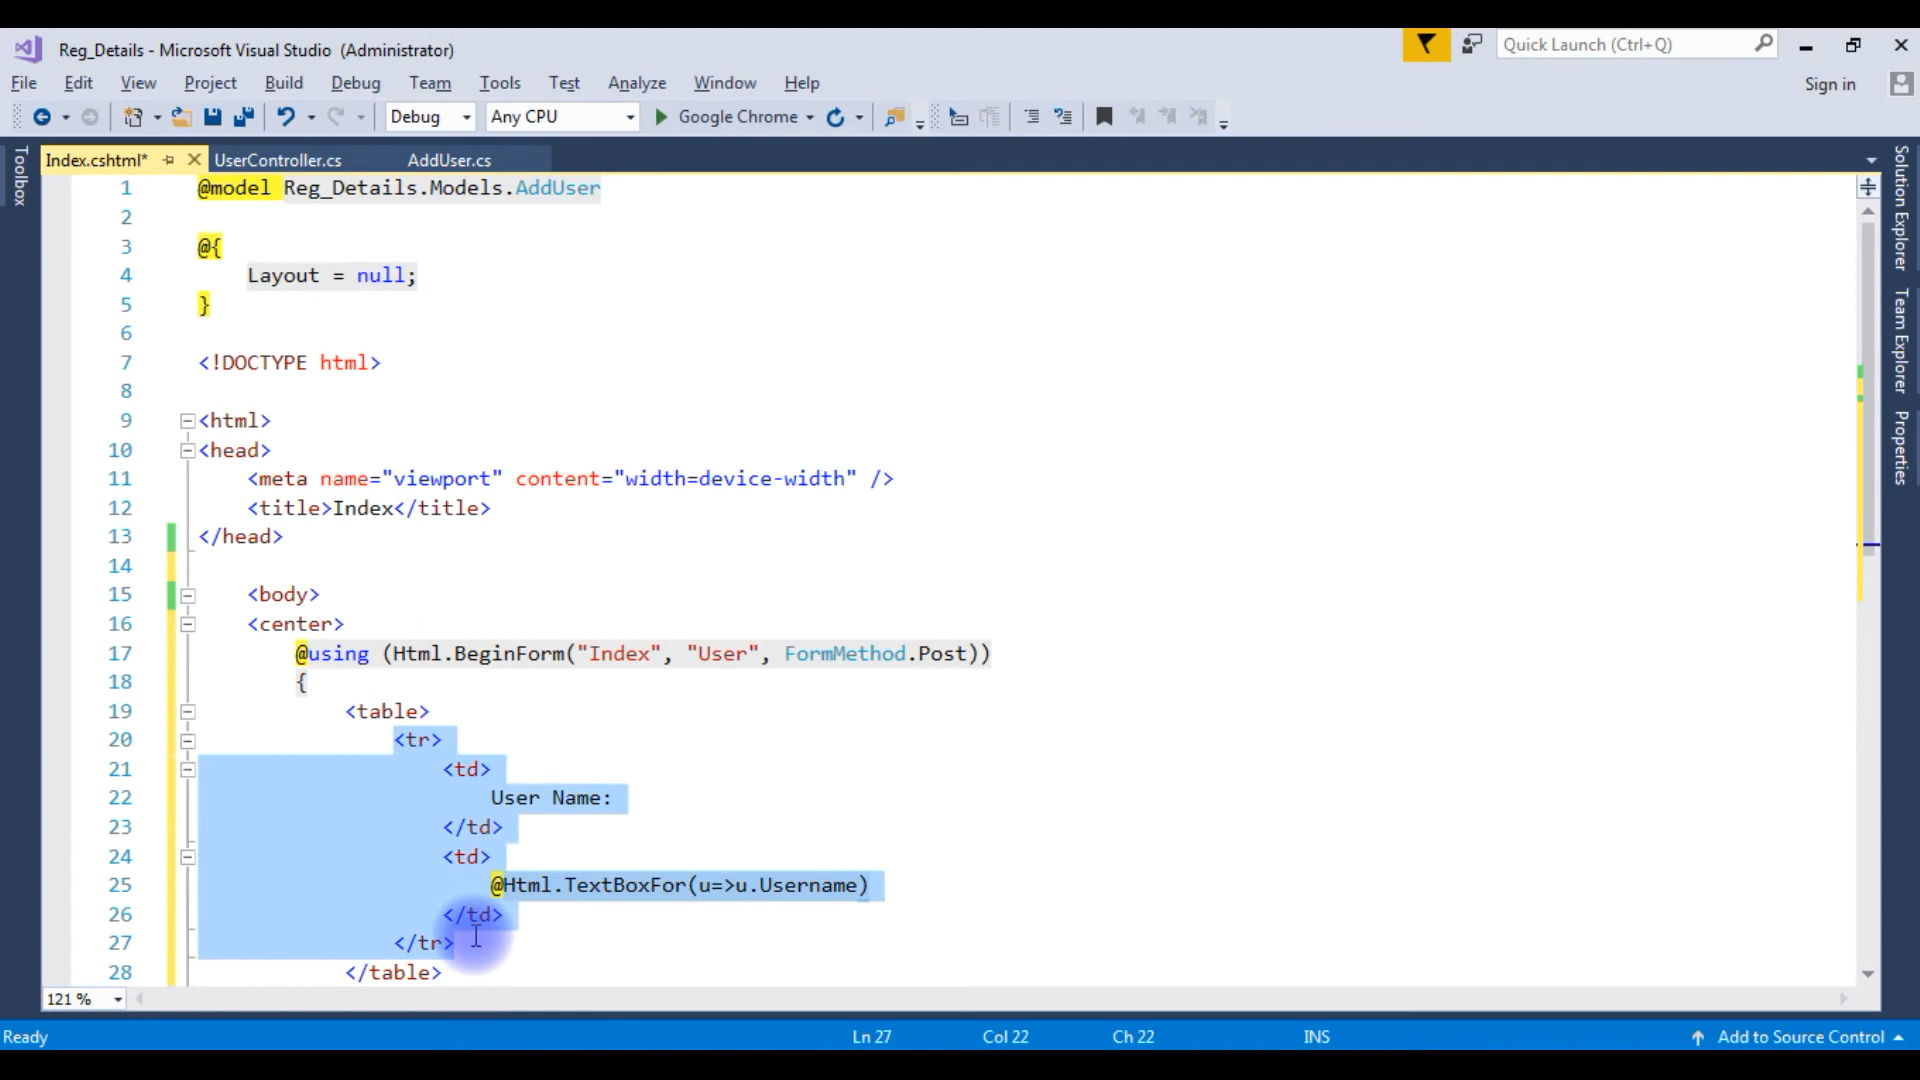 Reg_Details - Microsoft Visual Studio (Administrator)
Quick Launch (Ctrl+Q)
File Edit View Project Build Debug Team Tools Test Analyze Window Help
Sign in
Debug Any CPU Google Chrome
Toolbox
Index.cshtml* UserController.cs AddUser.cs
Solution Explorer
Team Explorer
Properties
1 @model Reg_Details.Models.AddUser
2
3 @{
4 Layout = null;
5 }
6
7 <!DOCTYPE html>
8
9 <html>
10 <head>
11 <meta name="viewport" content="width=device-width" />
12 <title>Index</title>
13 </head>
14
15 <body>
16 <center>
17 @using (Html.BeginForm("Index", "User", FormMethod.Post))
18 {
19 <table>
20 <tr>
21 <td>
22 User Name:
23 </td>
24 <td>
25 @Html.TextBoxFor(u=>u.Username)
26 </td>
27 </tr>
28 </table>
121 %
Ready Ln 27 Col 22 Ch 22 INS Add to Source Control